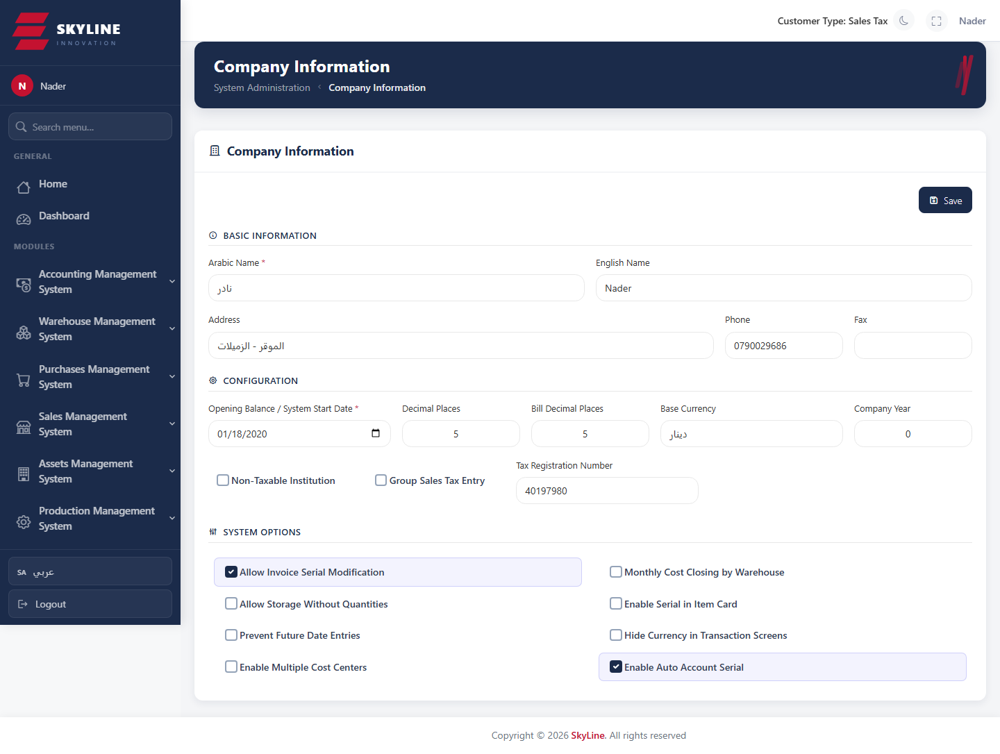 SKYLINE
INNOVATION
N Nader
Search menu...
GENERAL
Home
Dashboard
MODULES
Accounting Management
System
Warehouse Management
System
Purchases Management
System
Sales Management
System
Assets Management
System
Production Management
System
SA عربي
Logout
Customer Type: Sales Tax
Nader
Company Information
System Administration Company Information
Company Information
Save
BASIC INFORMATION
Arabic Name * English Name
نادر Nader
Address Phone Fax
الموقر - الزميلات 0790029686
CONFIGURATION
Opening Balance / System Start Date * Decimal Places Bill Decimal Places Base Currency Company Year
01/18/2020 5 5 دينار 0
Tax Registration Number
Non-Taxable Institution Group Sales Tax Entry
40197980
SYSTEM OPTIONS
Allow Invoice Serial Modification Monthly Cost Closing by Warehouse
Allow Storage Without Quantities Enable Serial in Item Card
Prevent Future Date Entries Hide Currency in Transaction Screens
Enable Multiple Cost Centers Enable Auto Account Serial
Copyright © 2026 SkyLine. All rights reserved